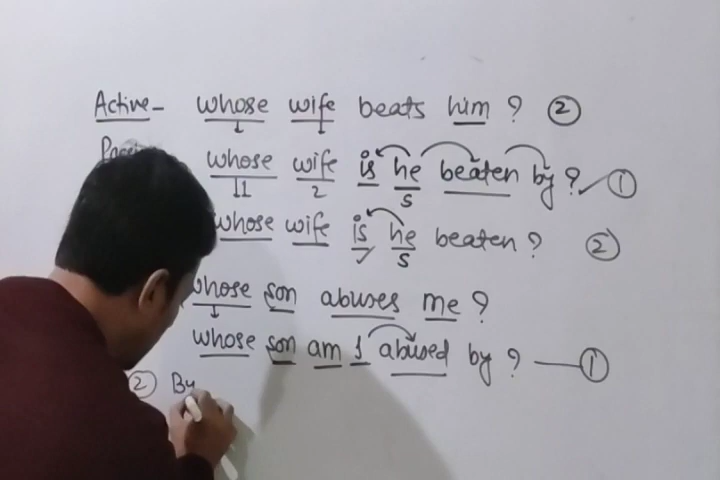 Active- whose wife beats him ? ②
whose wife is he beaten by ? ①
11 2 S
whose wife is he beaten ? ②
S
whose son abuses me ?
whose son am I abused by ? — ①
② By